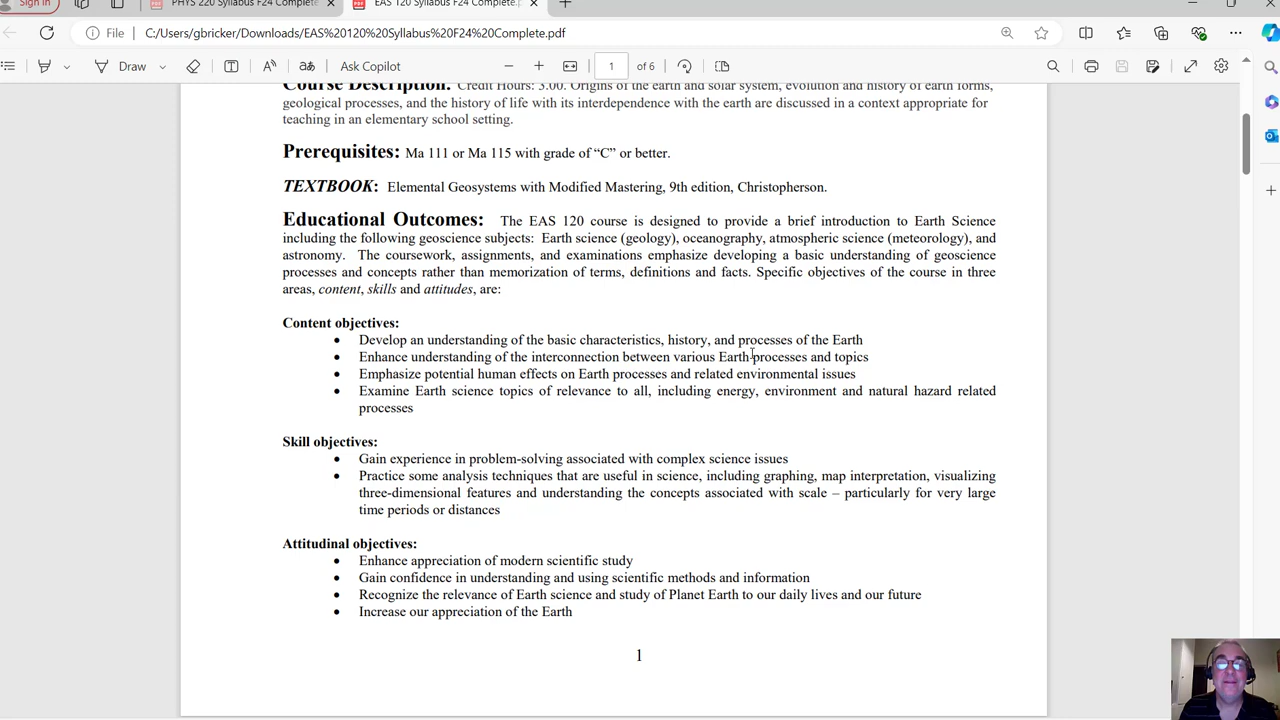 Sign in
PHYS 220 Syllabus F24 Complete
EAS 120 Syllabus F24 Complete.p
File C:/Users/gbricker/Downloads/EAS%20120%20Syllabus%20F24%20Complete.pdf
Draw Ask Copilot 1 of 6
Course Description: Credit Hours: 3.00. Origins of the earth and solar system, evolution and history of earth forms,
geological processes, and the history of life with its interdependence with the earth are discussed in a context appropriate for
teaching in an elementary school setting.
Prerequisites: Ma 111 or Ma 115 with grade of “C” or better.
TEXTBOOK: Elemental Geosystems with Modified Mastering, 9th edition, Christopherson.
Educational Outcomes: The EAS 120 course is designed to provide a brief introduction to Earth Science
including the following geoscience subjects: Earth science (geology), oceanography, atmospheric science (meteorology), and
astronomy. The coursework, assignments, and examinations emphasize developing a basic understanding of geoscience
processes and concepts rather than memorization of terms, definitions and facts. Specific objectives of the course in three
areas, content, skills and attitudes, are:
Content objectives:
• Develop an understanding of the basic characteristics, history, and processes of the Earth
• Enhance understanding of the interconnection between various Earth processes and topics
• Emphasize potential human effects on Earth processes and related environmental issues
• Examine Earth science topics of relevance to all, including energy, environment and natural hazard related
processes
Skill objectives:
• Gain experience in problem-solving associated with complex science issues
• Practice some analysis techniques that are useful in science, including graphing, map interpretation, visualizing
three-dimensional features and understanding the concepts associated with scale – particularly for very large
time periods or distances
Attitudinal objectives:
• Enhance appreciation of modern scientific study
• Gain confidence in understanding and using scientific methods and information
• Recognize the relevance of Earth science and study of Planet Earth to our daily lives and our future
• Increase our appreciation of the Earth
1